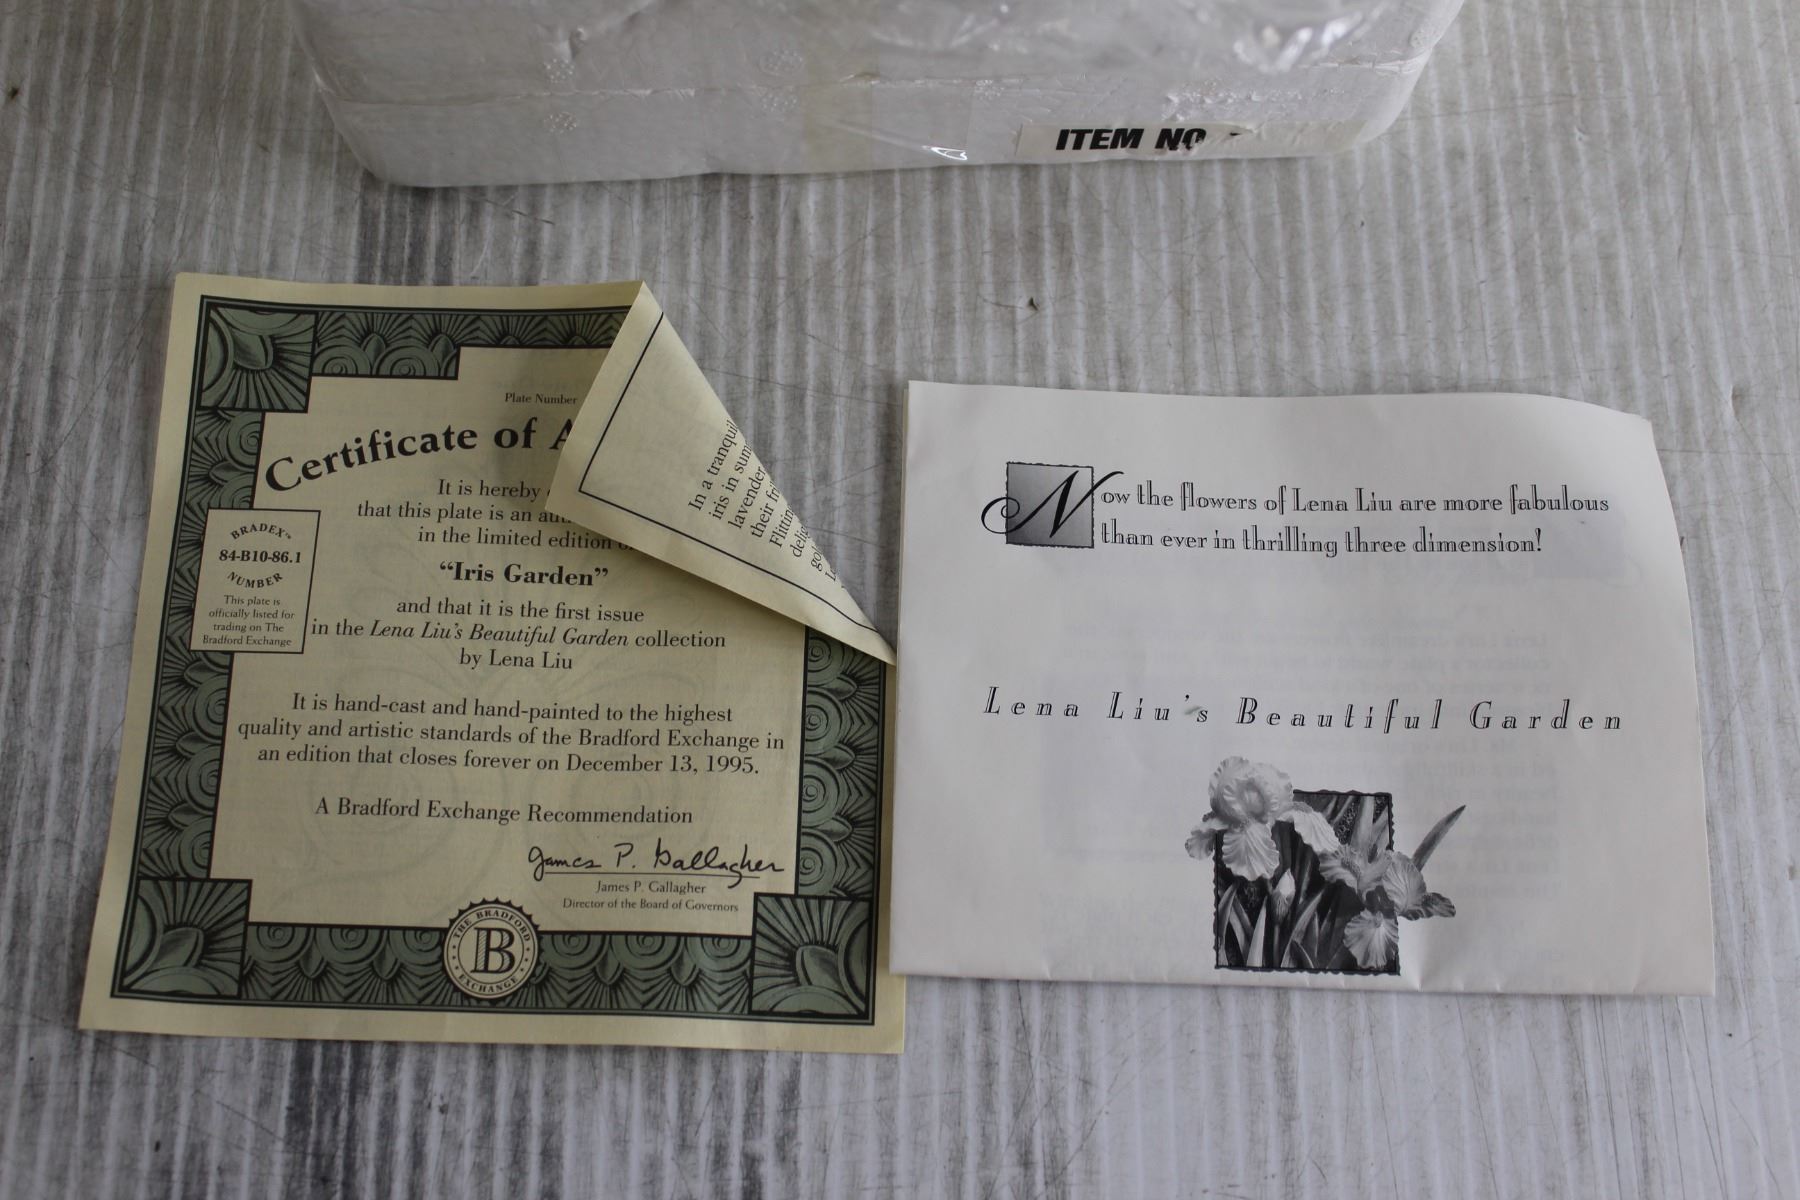 ITEM NO
Plate Number
Certificate of A
It is hereby
that this plate is an
in the limited edition
"Iris Garden"
and that it is the first issue
in the Lena Liu's Beautiful Garden collection
by Lena Liu
BRADEX™
84-B10-86.1
NUMBER
This plate is
officially listed for
trading on The
Bradford Exchange
It is hand-cast and hand-painted to the highest
quality and artistic standards of the Bradford Exchange in
an edition that closes forever on December 13, 1995.
A Bradford Exchange Recommendation
James P. Gallagher
James P. Gallagher
Director of the Board of Governors
THE BRADFORD
B
EXCHANGE
In a tranquil
iris in
lavender
their
Now the flowers of Lena Liu are more fabulous
than ever in thrilling three dimension!
Lena Liu's Beautiful Garden